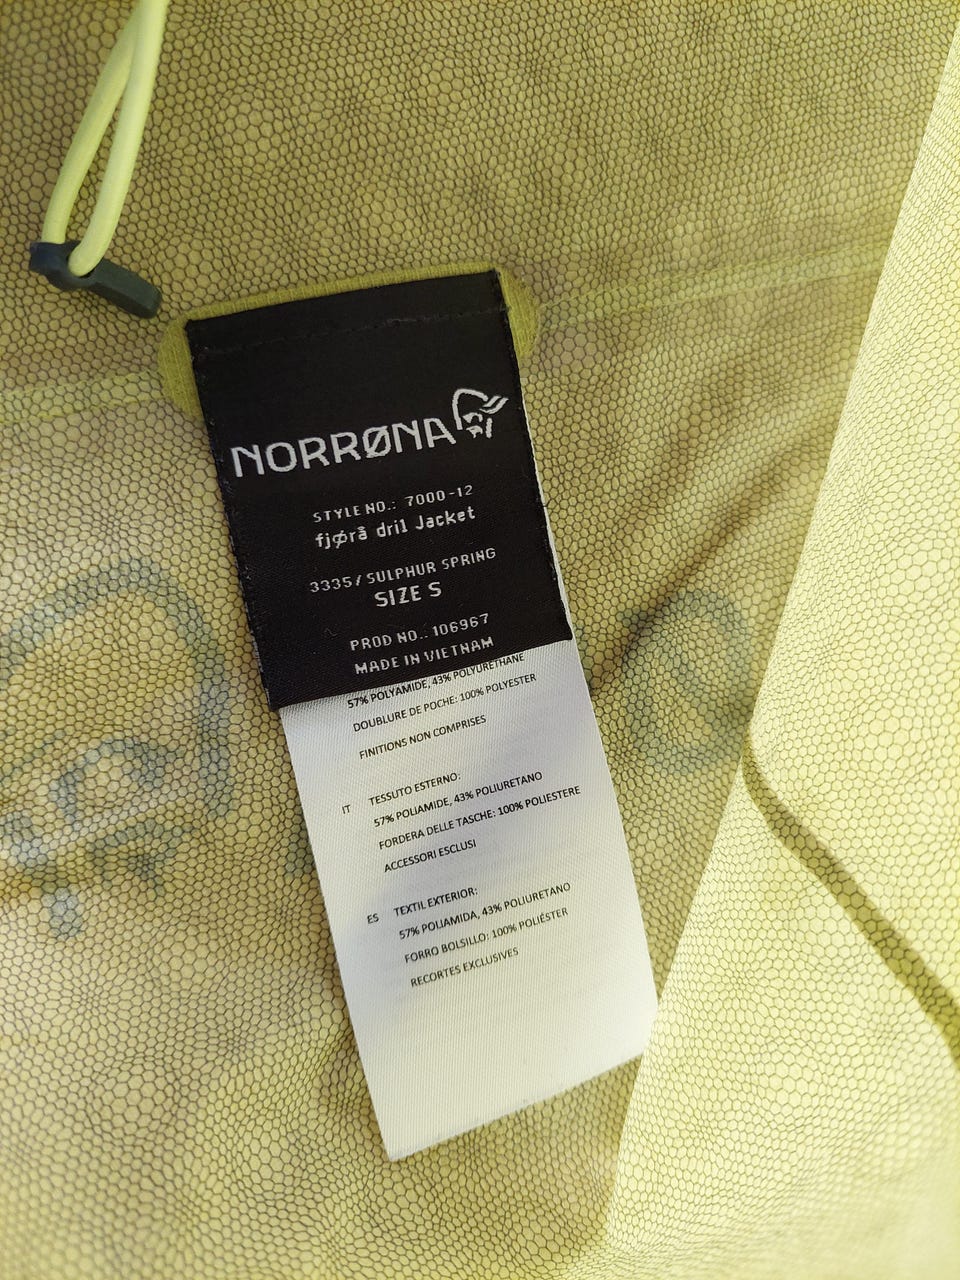 NORRØNA
STYLE NO.: 7000-12
fjørå dri1 Jacket
3335/ SULPHUR SPRING
SIZE S
PROD NO.: 106967
MADE IN VIETNAM
57% POLYAMIDE, 43% POLYURETHANE
DOUBLURE DE POCHE: 100% POLYESTER
FINITIONS NON COMPRISES
IT TESSUTO ESTERNO:
57% POLIAMIDE, 43% POLIURETANO
FORDERA DELLE TASCHE: 100% POLIESTERE
ACCESSORI ESCLUSI
ES TEXTIL EXTERIOR:
57% POLIAMIDA, 43% POLIURETANO
FORRO BOLSILLO: 100% POLIÉSTER
RECORTES EXCLUSIVES